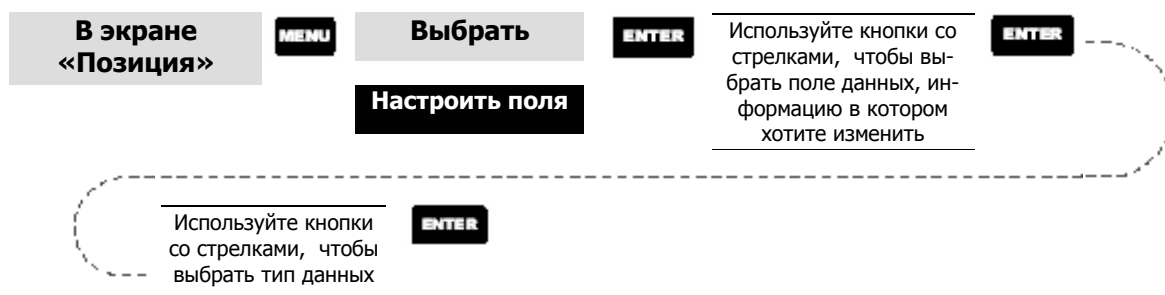 В экране
«Позиция»
MENU
Выбрать
Настроить поля
ENTER
Используйте кнопки со
стрелками, чтобы вы-
брать поле данных, ин-
формацию в котором
хотите изменить
ENTER
Используйте кнопки
со стрелками, чтобы
выбрать тип данных
ENTER